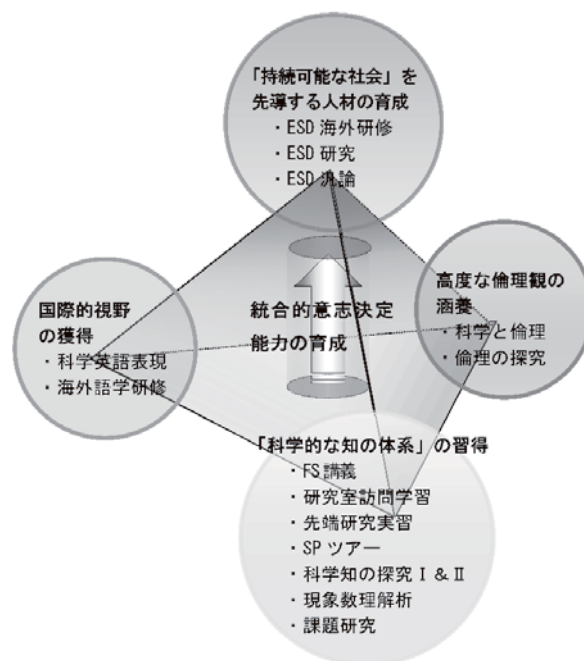 「持続可能な社会」を
先導する人材の育成
・ESD 海外研修
・ESD 研究
・ESD 汎論
国際的視野
の獲得
・科学英語表現
・海外語学研修
統合的意志決定
能力の育成
高度な倫理観の
涵養
・科学と倫理
・倫理の探究
「科学的な知の体系」の習得
・FS 講義
・研究室訪問学習
・先端研究実習
・SP ツアー
・科学知の探究Ⅰ＆Ⅱ
・現象数理解析
・課題研究